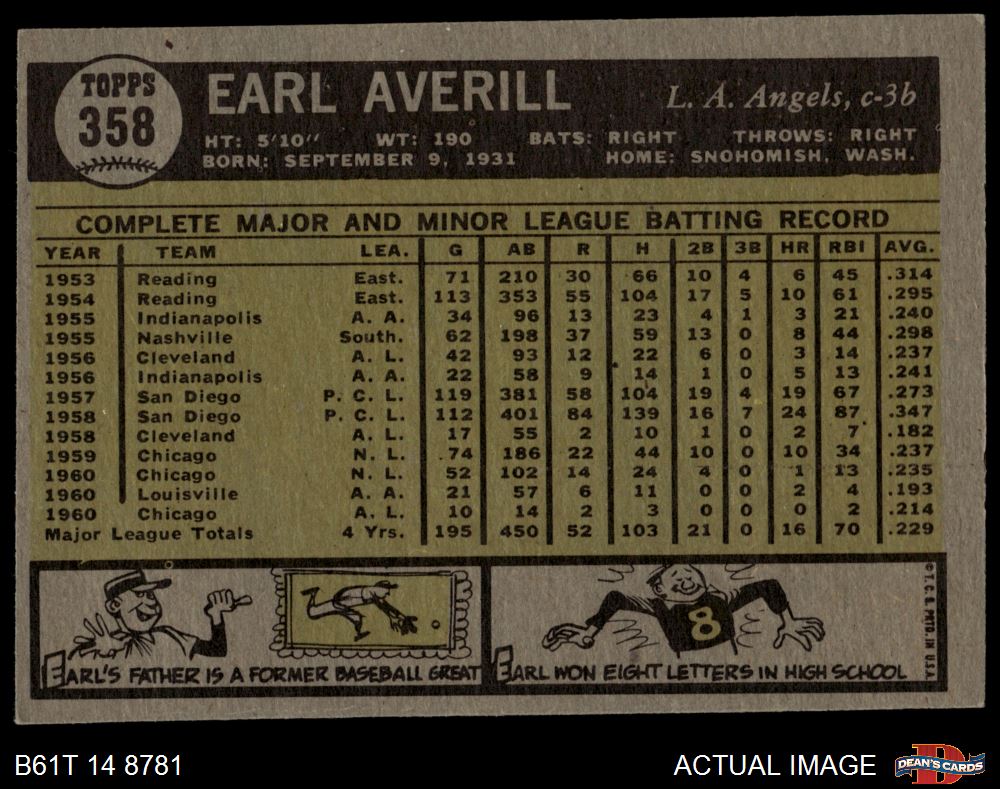 TOPPS
358
EARL AVERILL
L. A. Angels, c-3b
HT: 5'10" WT: 190 BATS: RIGHT THROWS: RIGHT
BORN: SEPTEMBER 9, 1931 HOME: SNOHOMISH, WASH.
COMPLETE MAJOR AND MINOR LEAGUE BATTING RECORD
YEAR TEAM LEA. G AB R H 2B 3B HR RBI AVG.
1953 Reading East. 71 210 30 66 10 4 6 45 .314
1954 Reading East. 113 353 55 104 17 5 10 61 .295
1955 Indianapolis A. A. 34 96 13 23 4 1 3 21 .240
1955 Nashville South. 62 198 37 59 13 0 8 44 .298
1956 Cleveland A. L. 42 93 12 22 6 0 3 14 .237
1956 Indianapolis A. A. 22 58 9 14 1 0 5 13 .241
1957 San Diego P. C. L. 119 381 58 104 19 4 19 67 .273
1958 San Diego P. C. L. 112 401 84 139 16 7 24 87 .347
1958 Cleveland A. L. 17 55 2 10 1 0 2 7 .182
1959 Chicago N. L. 74 186 22 44 10 0 10 34 .237
1960 Chicago N. L. 52 102 14 24 4 0 1 13 .235
1960 Louisville A. A. 21 57 6 11 0 0 2 4 .193
1960 Chicago A. L. 10 14 2 3 0 0 0 2 .214
Major League Totals 4 Yrs. 195 450 52 103 21 0 16 70 .229
EARL'S FATHER IS A FORMER BASEBALL GREAT
8
EARL WON EIGHT LETTERS IN HIGH SCHOOL
© T. C. G. PRTD. IN U.S.A.
B61T 14 8781
ACTUAL IMAGE
D
DEAN'S CARDS